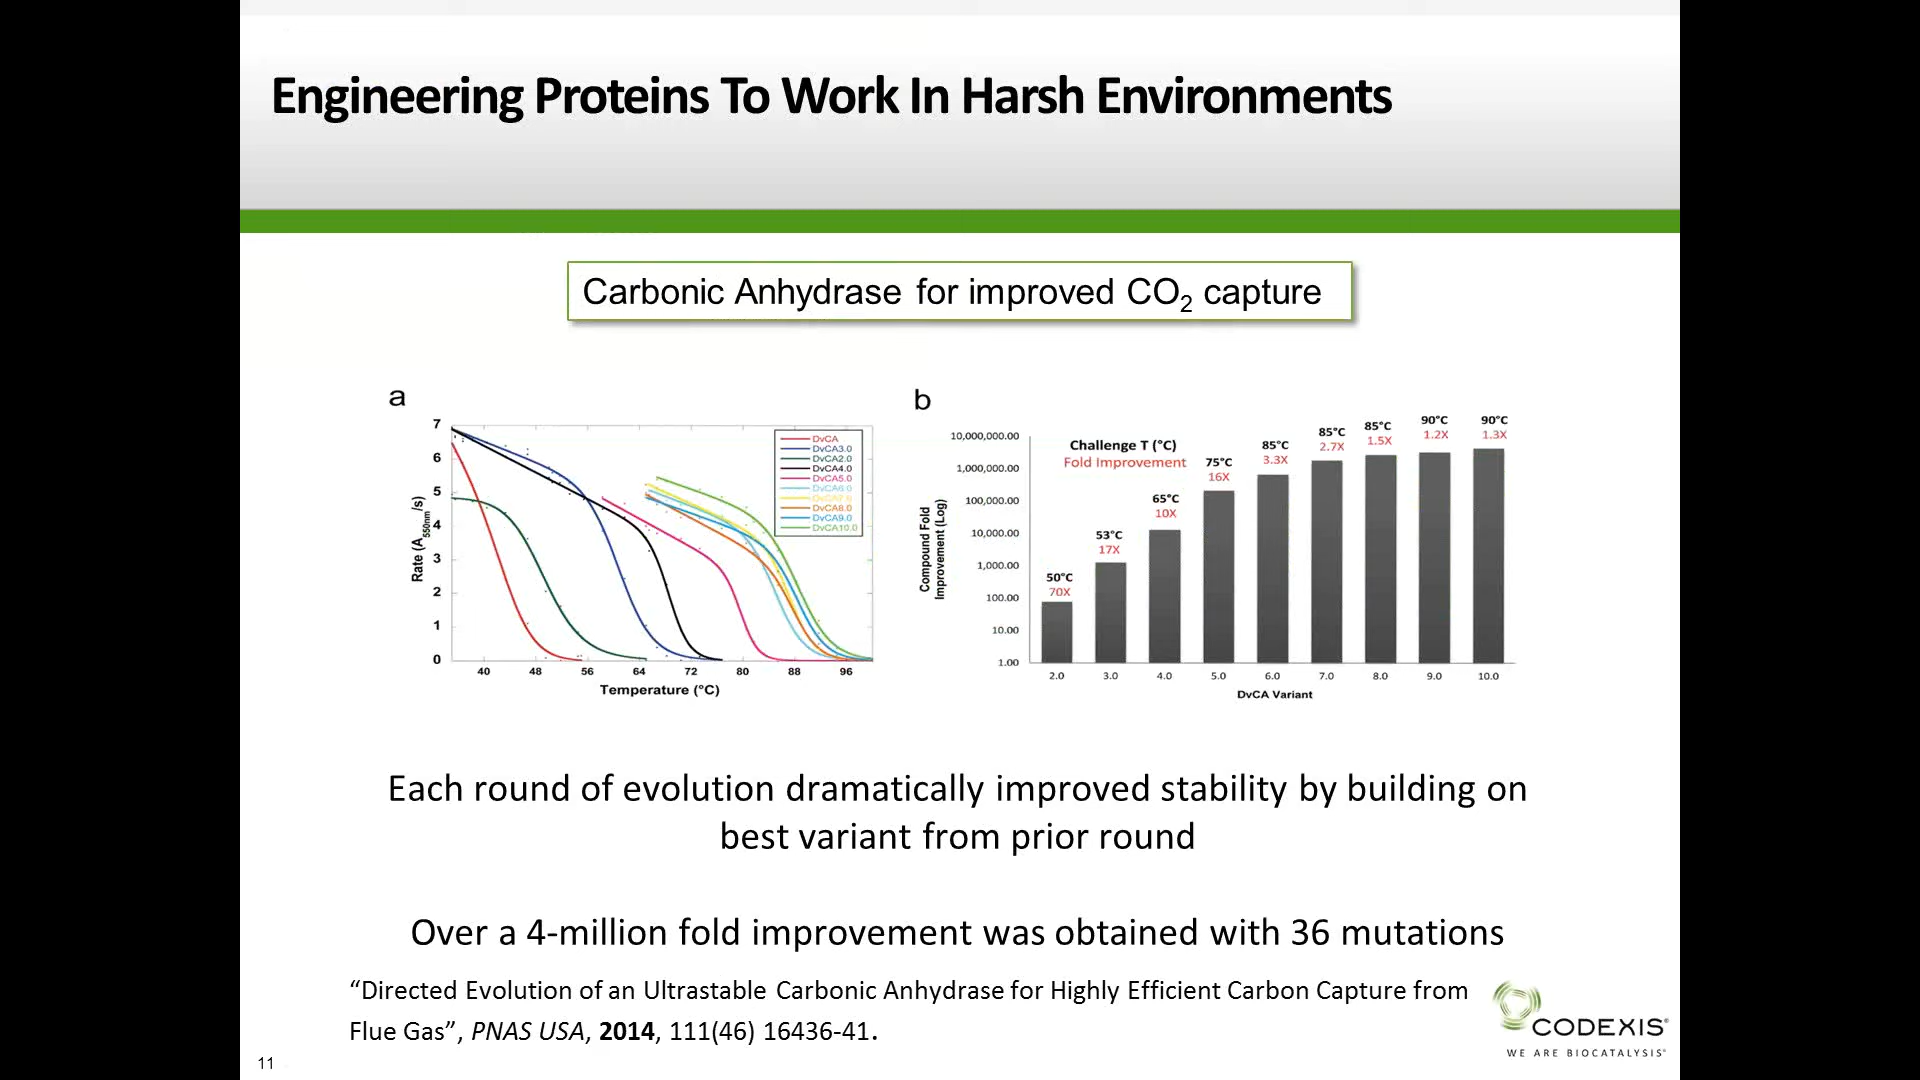 Engineering Proteins To Work In Harsh Environments
Carbonic Anhydrase for improved CO2 capture
a
7
6
5
4
3
2
1
0
Rate (A550nm /s)
40 48 56 64 72 80 88 96
Temperature (°C)
DvCA
DvCA3.0
DvCA2.0
DvCA4.0
DvCA5.0
DvCA6.0
DvCA7.0
DvCA8.0
DvCA9.0
DvCA10.0
b
Compound Fold
Improvement (Log)
10,000,000.00
1,000,000.00
100,000.00
10,000.00
1,000.00
100.00
10.00
1.00
Challenge T (°C)
Fold Improvement
50°C
70X
53°C
17X
65°C
10X
75°C
16X
85°C
3.3X
85°C
2.7X
85°C
1.5X
90°C
1.2X
90°C
1.3X
2.0 3.0 4.0 5.0 6.0 7.0 8.0 9.0 10.0
DvCA Variant
Each round of evolution dramatically improved stability by building on
best variant from prior round
Over a 4-million fold improvement was obtained with 36 mutations
“Directed Evolution of an Ultrastable Carbonic Anhydrase for Highly Efficient Carbon Capture from
Flue Gas”, PNAS USA, 2014, 111(46) 16436-41.
CODEXIS®
WE ARE BIOCATALYSIS®
11